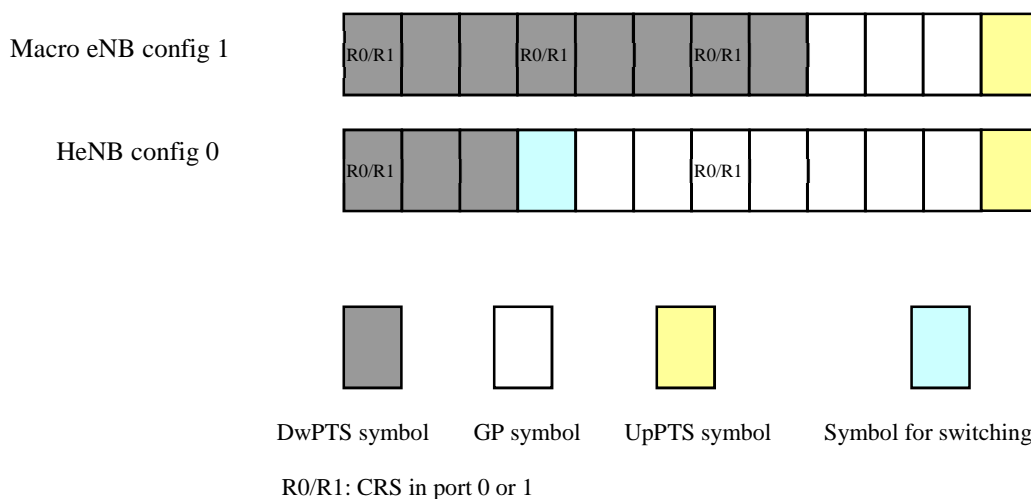 Macro eNB config 1
R0/R1 R0/R1 R0/R1
HeNB config 0
R0/R1 R0/R1
DwPTS symbol GP symbol UpPTS symbol Symbol for switching
R0/R1: CRS in port 0 or 1